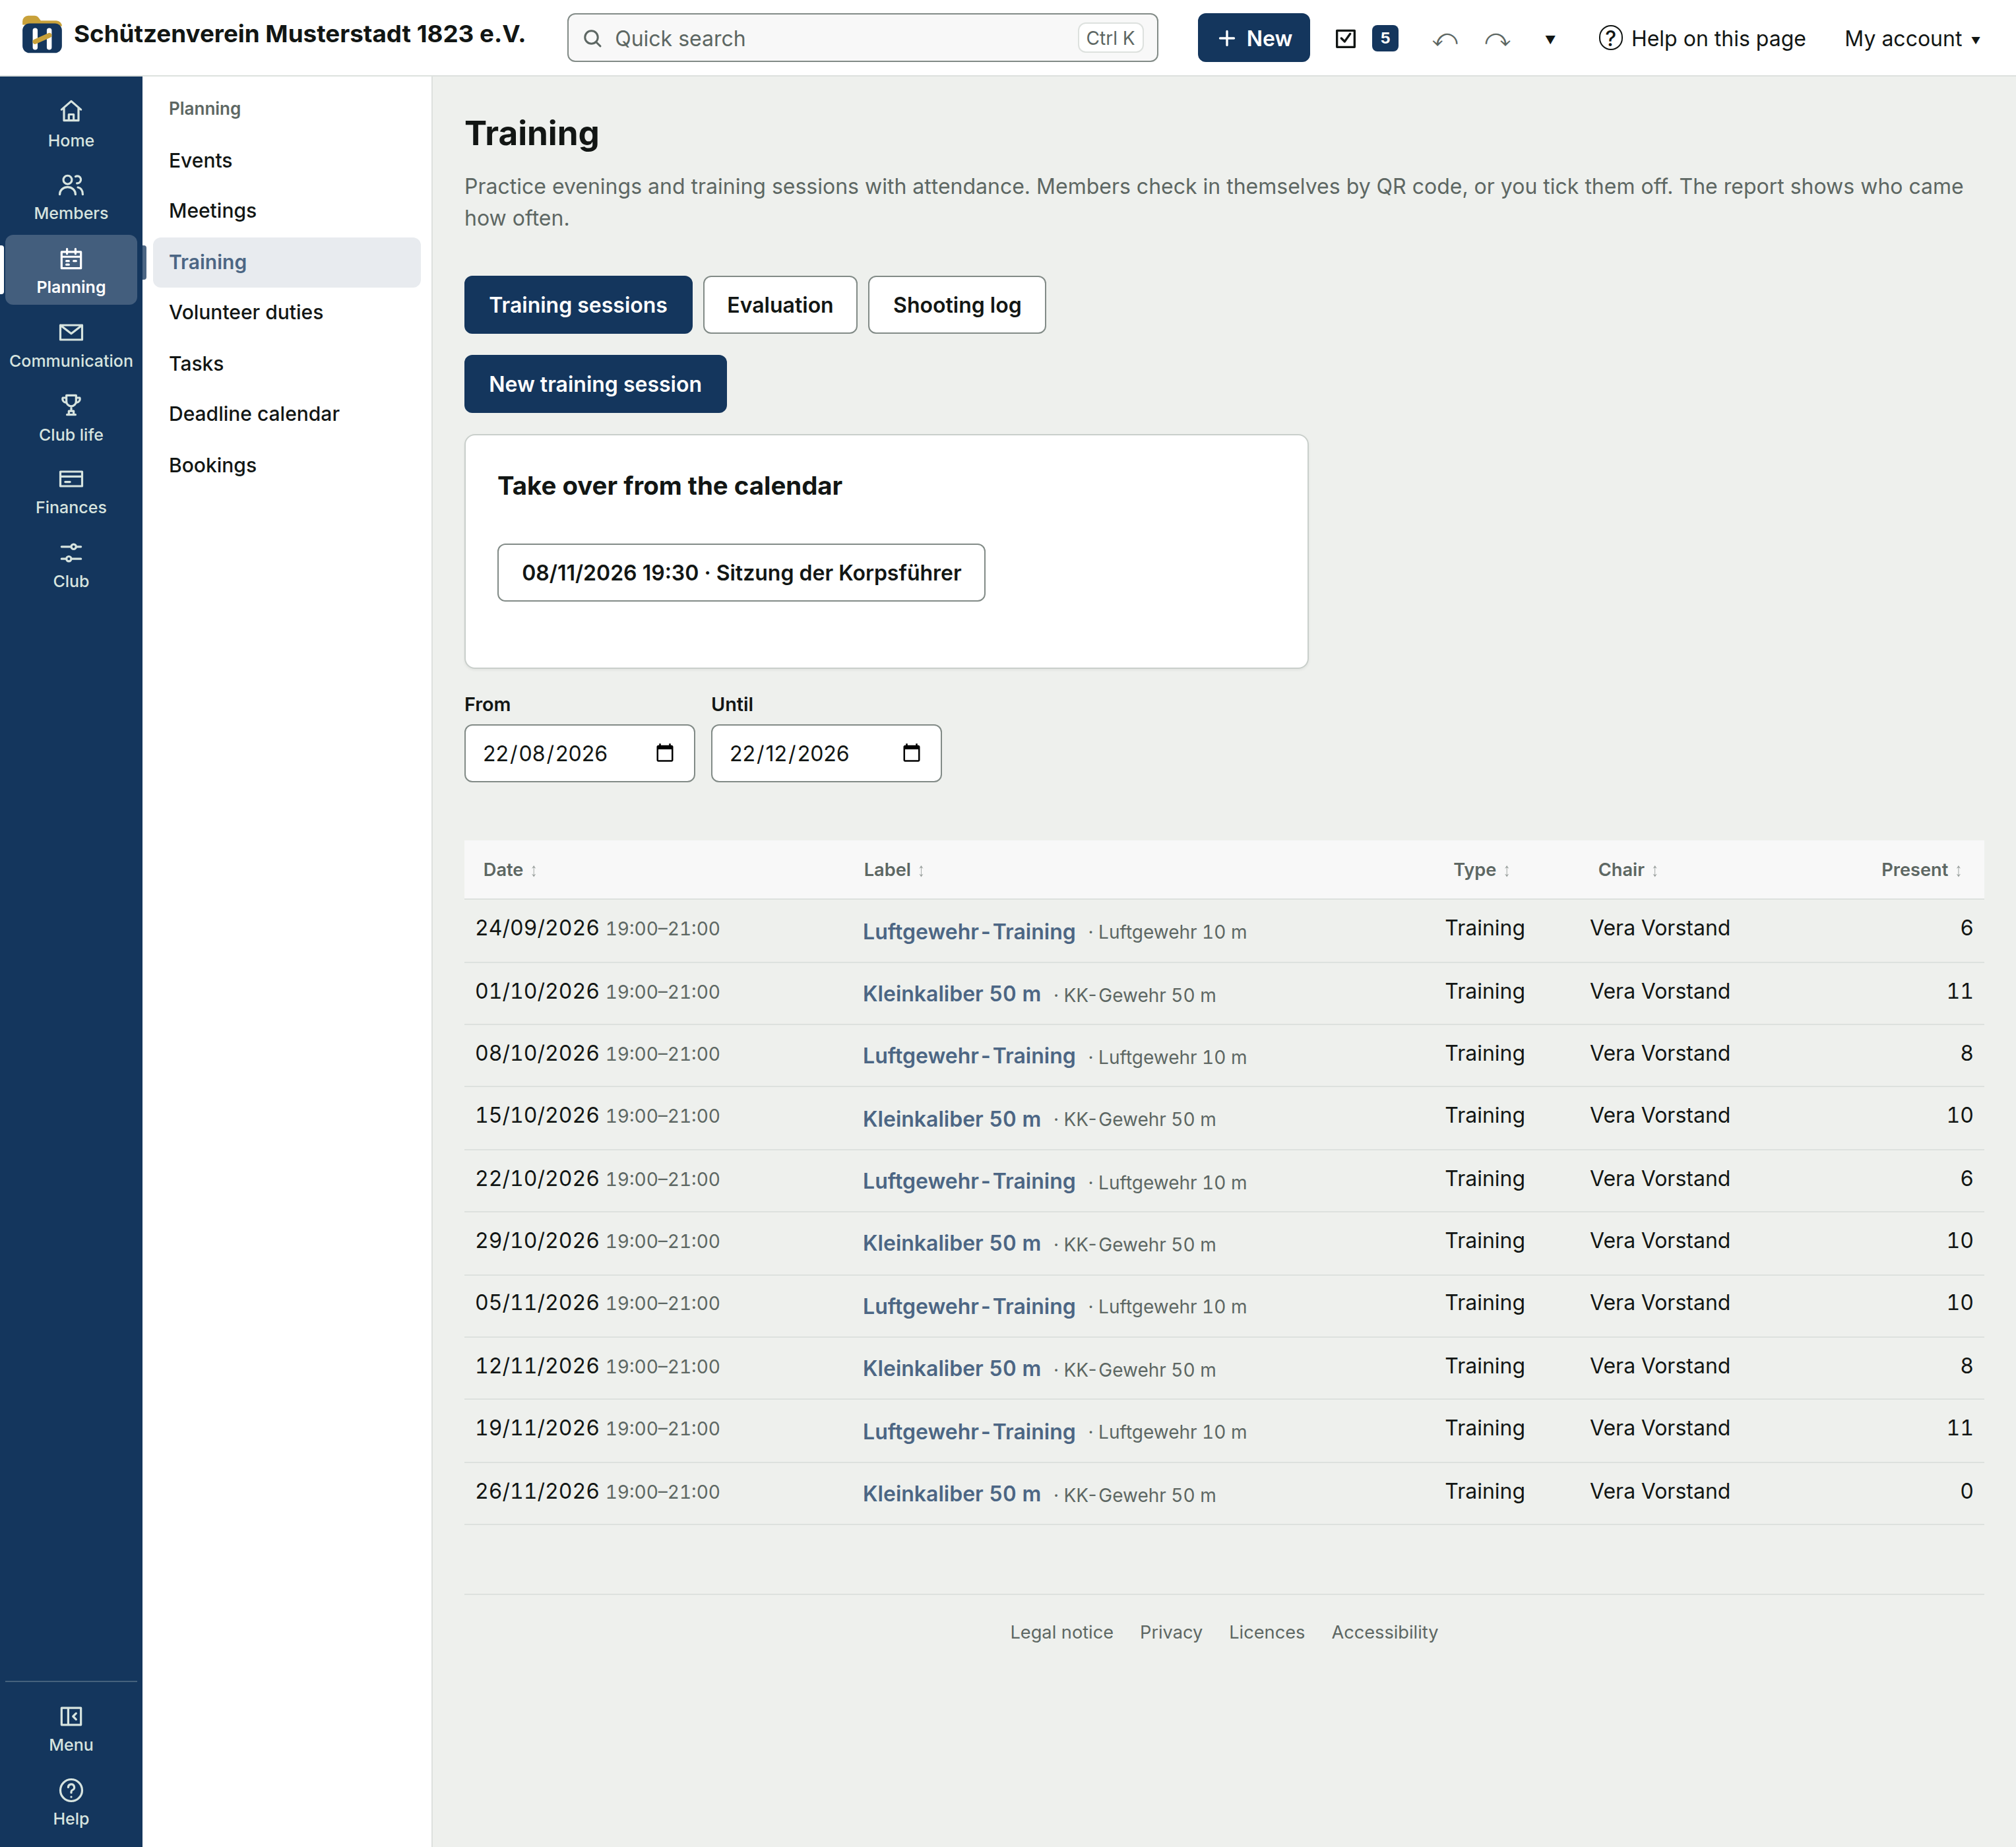 Schützenverein Musterstadt 1823 e.V.
Quick search
Ctrl K
+ New
5
Help on this page
My account
Home
Members
Planning
Communication
Club life
Finances
Club
Menu
Help
Planning
Events
Meetings
Training
Volunteer duties
Tasks
Deadline calendar
Bookings
Training
Practice evenings and training sessions with attendance. Members check in themselves by QR code, or you tick them off. The report shows who came
how often.
Training sessions
Evaluation
Shooting log
New training session
Take over from the calendar
08/11/2026 19:30 · Sitzung der Korpsführer
From
Until
22/08/2026
22/12/2026
Date ↕ Label ↕ Type ↕ Chair ↕ Present ↕
24/09/2026 19:00–21:00 Luftgewehr-Training · Luftgewehr 10 m Training Vera Vorstand 6
01/10/2026 19:00–21:00 Kleinkaliber 50 m · KK-Gewehr 50 m Training Vera Vorstand 11
08/10/2026 19:00–21:00 Luftgewehr-Training · Luftgewehr 10 m Training Vera Vorstand 8
15/10/2026 19:00–21:00 Kleinkaliber 50 m · KK-Gewehr 50 m Training Vera Vorstand 10
22/10/2026 19:00–21:00 Luftgewehr-Training · Luftgewehr 10 m Training Vera Vorstand 6
29/10/2026 19:00–21:00 Kleinkaliber 50 m · KK-Gewehr 50 m Training Vera Vorstand 10
05/11/2026 19:00–21:00 Luftgewehr-Training · Luftgewehr 10 m Training Vera Vorstand 10
12/11/2026 19:00–21:00 Kleinkaliber 50 m · KK-Gewehr 50 m Training Vera Vorstand 8
19/11/2026 19:00–21:00 Luftgewehr-Training · Luftgewehr 10 m Training Vera Vorstand 11
26/11/2026 19:00–21:00 Kleinkaliber 50 m · KK-Gewehr 50 m Training Vera Vorstand 0
Legal notice Privacy Licences Accessibility